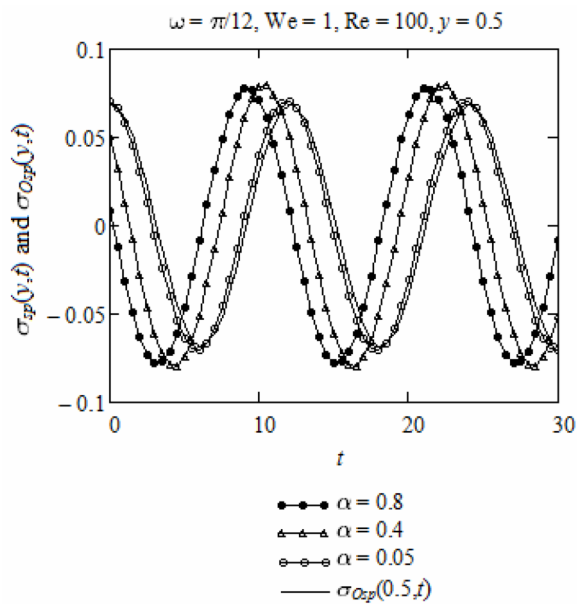 ω = π/12, We = 1, Re = 100, y = 0.5
0.1
0.05
0
−0.05
−0.1
σsp(y,t) and σOsp(y,t)
0 10 20 30
t
α = 0.8
α = 0.4
α = 0.05
σOsp(0.5,t)